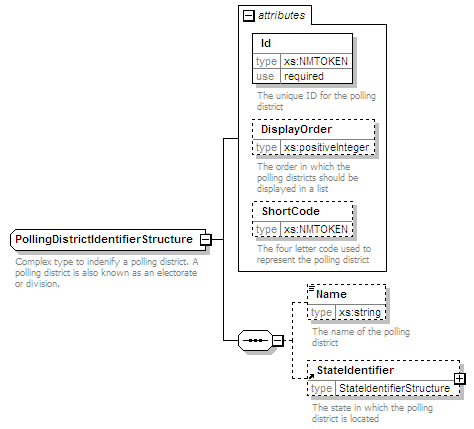 attributes
Id
type xs:NMTOKEN
use required
The unique ID for the polling
district
DisplayOrder
type xs:positiveInteger
The order in which the
polling districts should be
displayed in a list
ShortCode
type xs:NMTOKEN
The four letter code used to
represent the polling district
PollingDistrictIdentifierStructure
Complex type to indenify a polling district. A
polling district is also known as an electorate
or division.
Name
type xs:string
The name of the polling
district
StateIdentifier
type StateIdentifierStructure
The state in which the polling
district is located